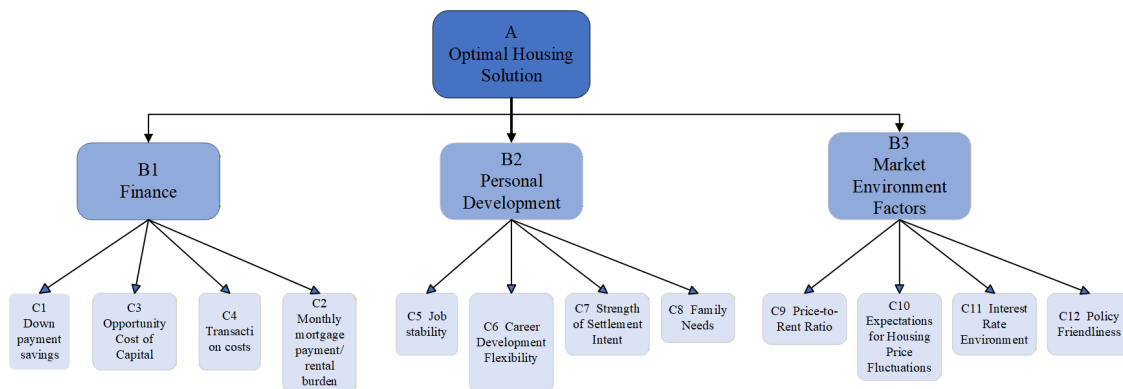 A
Optimal Housing
Solution
B1
Finance
B2
Personal
Development
B3
Market
Environment
Factors
C1
Down
payment
savings
C3
Opportunity
Cost of
Capital
C4
Transacti
on costs
C2
Monthly
mortgage
payment/
rental
burden
C5 Job
stability
C6 Career
Development
Flexibility
C7 Strength
of Settlement
Intent
C8 Family
Needs
C9 Price-to-
Rent Ratio
C10
Expectations
for Housing
Price
Fluctuations
C11 Interest
Rate
Environment
C12 Policy
Friendliness